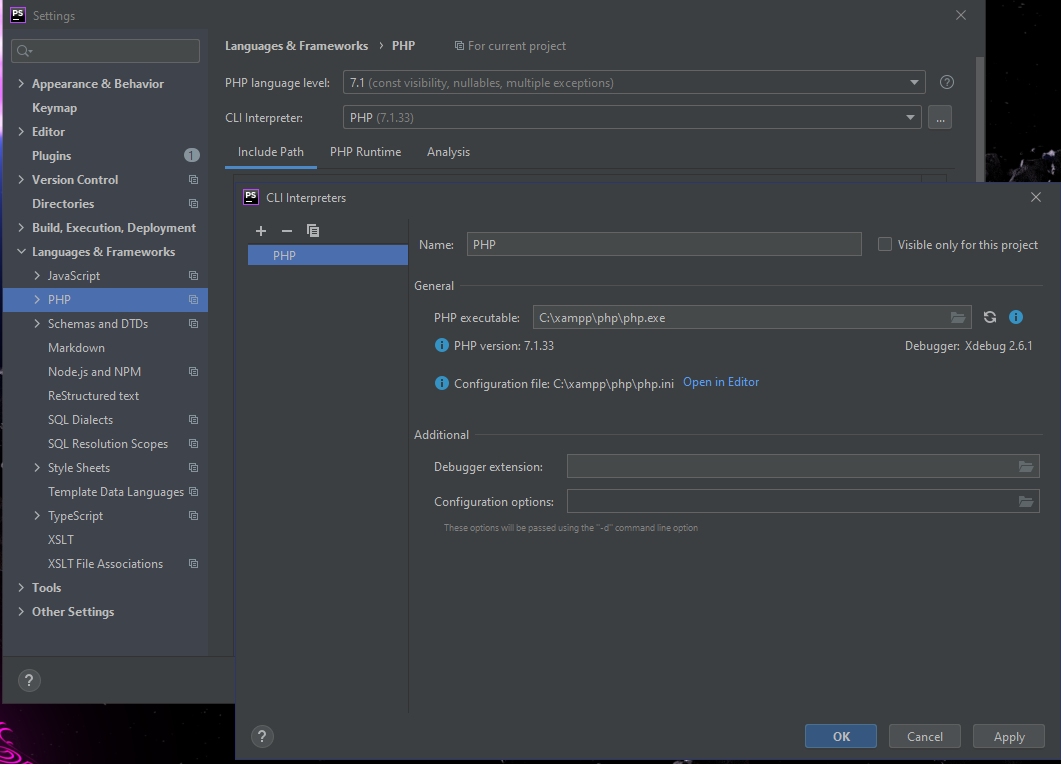 PS Settings
Appearance & Behavior
Keymap
Editor
Plugins 1
Version Control
Directories
Build, Execution, Deployment
Languages & Frameworks
JavaScript
PHP
Schemas and DTDs
Markdown
Node.js and NPM
ReStructured text
SQL Dialects
SQL Resolution Scopes
Style Sheets
Template Data Languages
TypeScript
XSLT
XSLT File Associations
Tools
Other Settings
?
Languages & Frameworks › PHP For current project
PHP language level: 7.1 (const visibility, nullables, multiple exceptions) ?
CLI Interpreter: PHP (7.1.33) ...
Include Path PHP Runtime Analysis
PS CLI Interpreters
PHP
Name: PHP Visible only for this project
General
PHP executable: C:\xampp\php\php.exe
PHP version: 7.1.33 Debugger: Xdebug 2.6.1
Configuration file: C:\xampp\php\php.ini Open in Editor
Additional
Debugger extension:
Configuration options:
These options will be passed using the "-d" command line option
? OK Cancel Apply